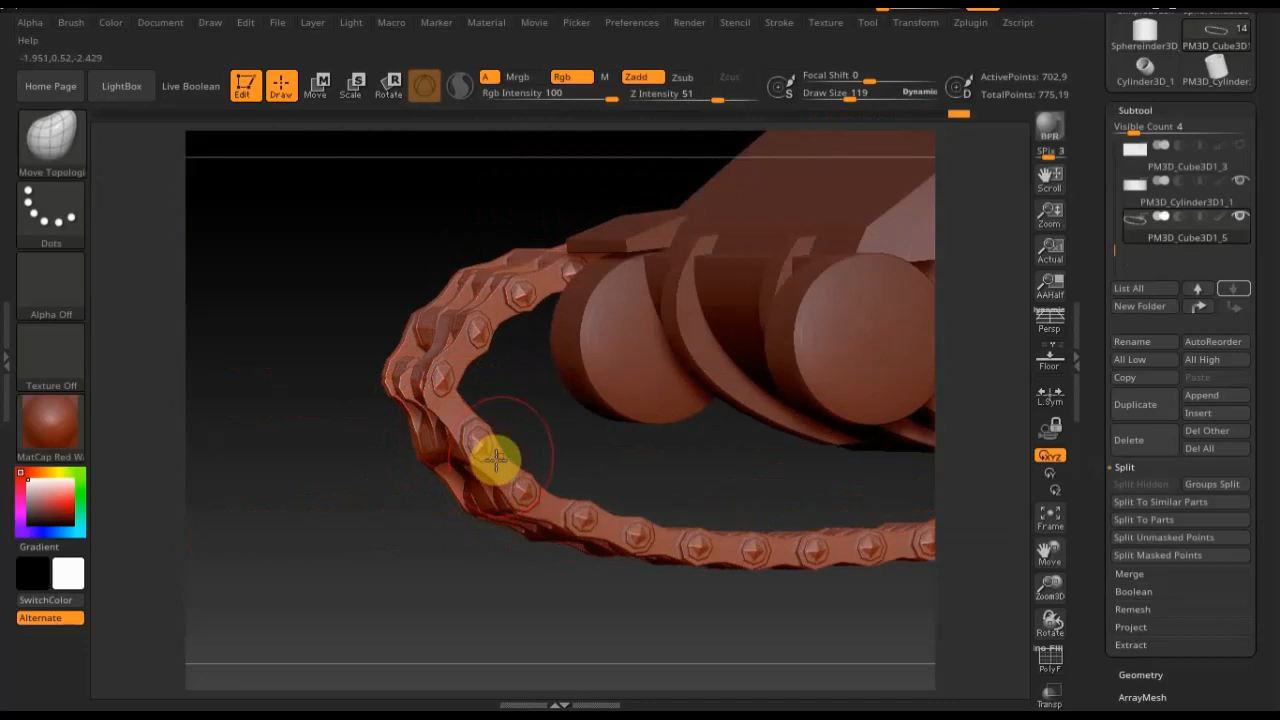 Alpha Brush Color Document Draw Edit File Layer Light Macro Marker Material Movie Picker Preferences Render Stencil Stroke Texture Tool Transform Zplugin Zscript
Help
-1.951,0.52,-2.429
Home Page LightBox Live Boolean Edit Draw Move Scale Rotate
A Mrgb Rgb M Zadd Zsub Zcut
Rgb Intensity 100 Z Intensity 51
Focal Shift 0
Draw Size 119 Dynamic
S D
ActivePoints: 702,9
TotalPoints: 775,19
Sphereinder3D_ PM3D_Cube3D1
14
Cylinder3D_1 PM3D_Cylinder.
Move Topologi
Dots
Alpha Off
Texture Off
MatCap Red W
Gradient
SwitchColor
Alternate
BPR
SPix 3
Scroll
Zoom
Actual
AAHalf
Dynamic
Persp
Floor
L.Sym
XYZ
Frame
Move
Zoom3D
Rotate
PolyF
Transp
Subtool
Visible Count 4
PM3D_Cube3D1_3
PM3D_Cylinder3D1_1
PM3D_Cube3D1_5
List All
New Folder
Rename AutoReorder
All Low All High
Copy Paste
Duplicate Append
Insert
Delete Del Other
Del All
Split
Split Hidden Groups Split
Split To Similar Parts
Split To Parts
Split Unmasked Points
Split Masked Points
Merge
Boolean
Remesh
Project
Extract
Geometry
ArrayMesh